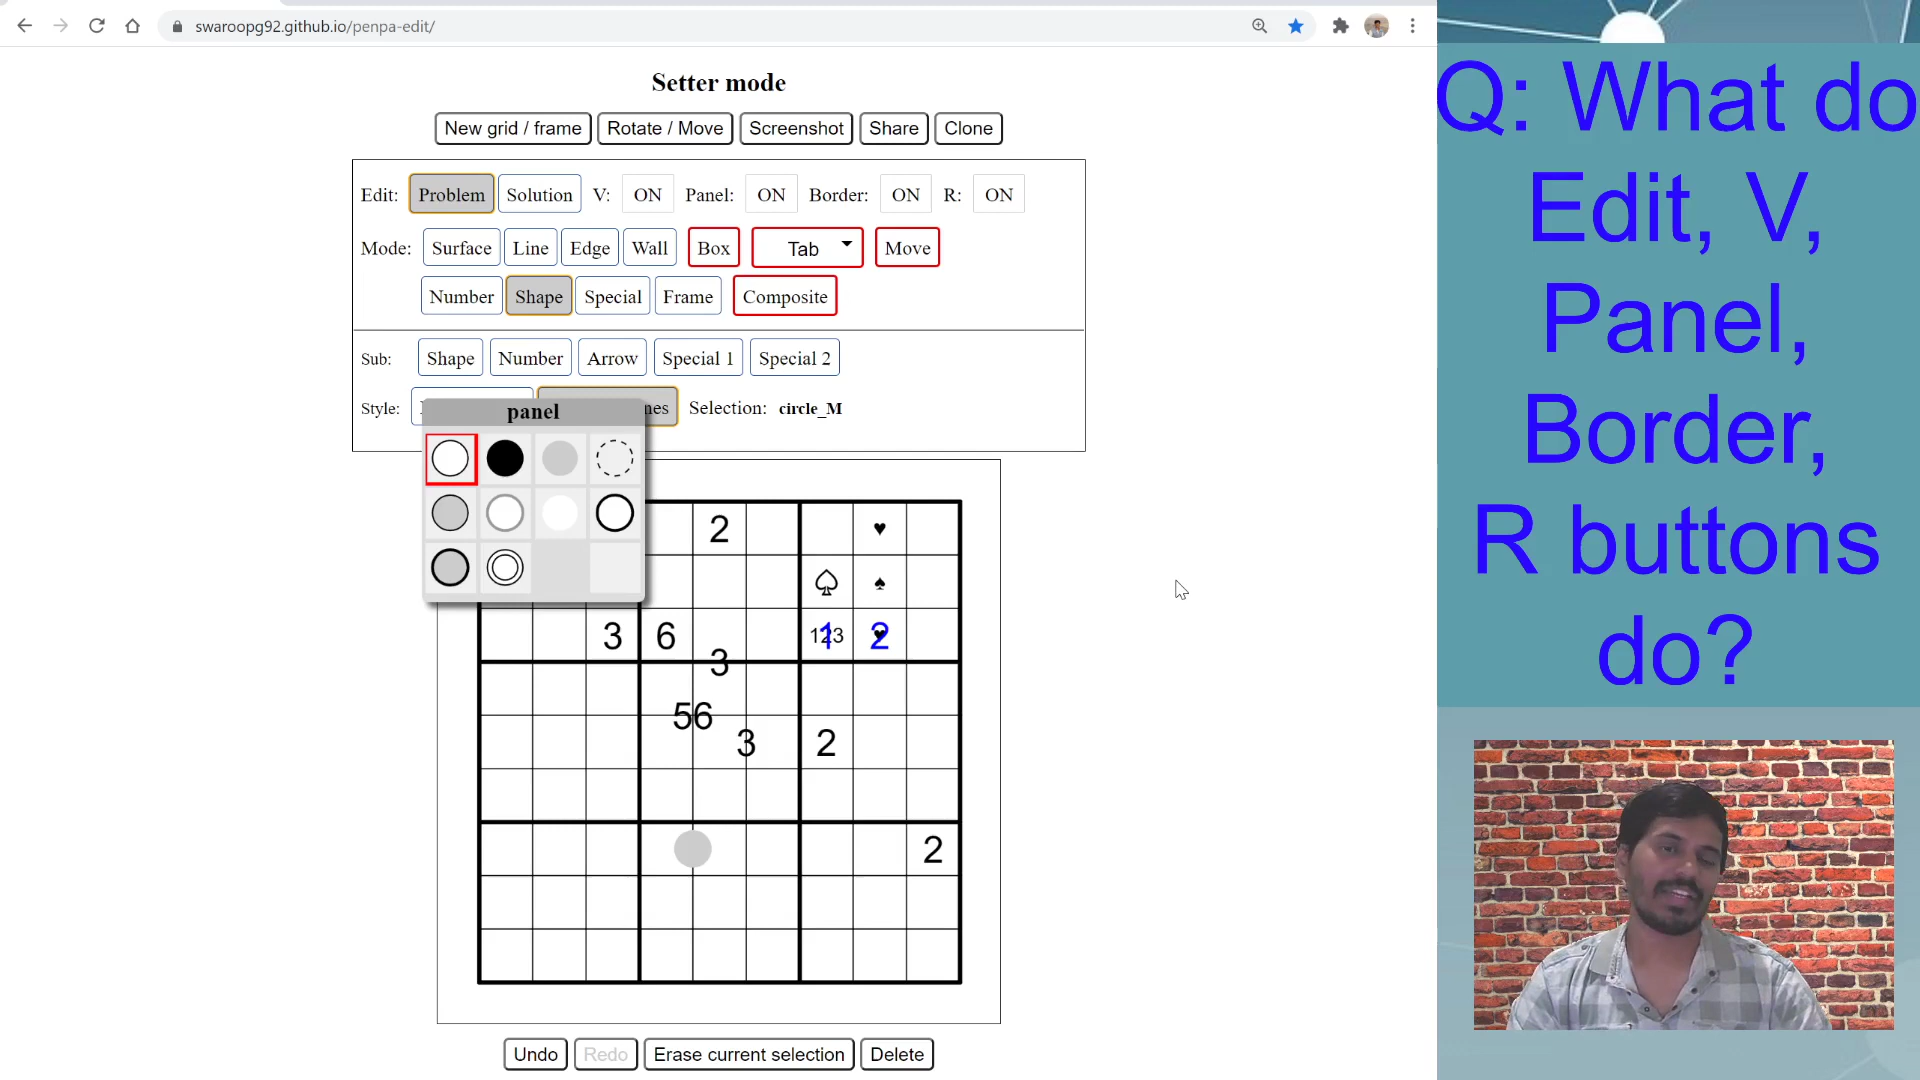 swaroopg92.github.io/penpa-edit/
Setter mode
New grid / frame Rotate / Move Screenshot Share Clone
Edit: Problem Solution V: ON Panel: ON Border: ON R: ON
Mode: Surface Line Edge Wall Box Tab Move
Number Shape Special Frame Composite
Sub: Shape Number Arrow Special 1 Special 2
Style: Selection: circle_M
panel
2
3 6 123 1 2
3
56
3 2
2
Undo Redo Erase current selection Delete
Q: What do
Edit, V,
Panel,
Border,
R buttons
do?